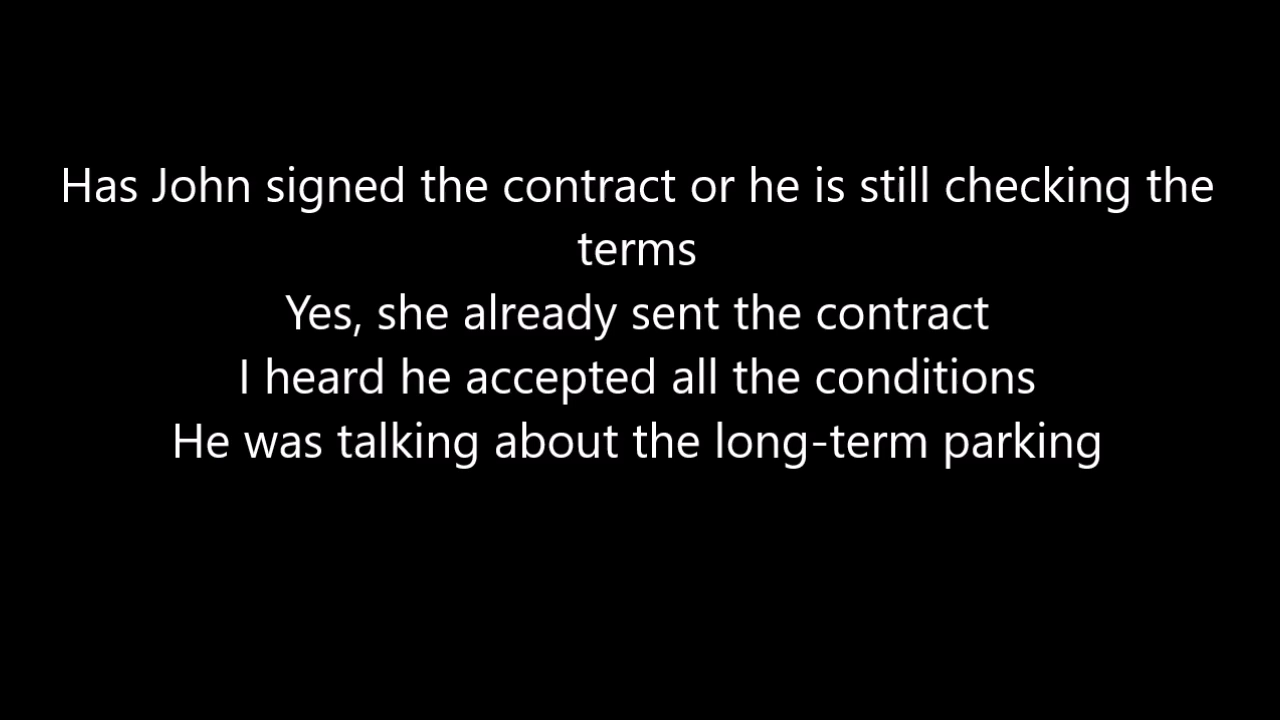 Has John signed the contract or he is still checking the
terms
Yes, she already sent the contract
I heard he accepted all the conditions
He was talking about the long-term parking